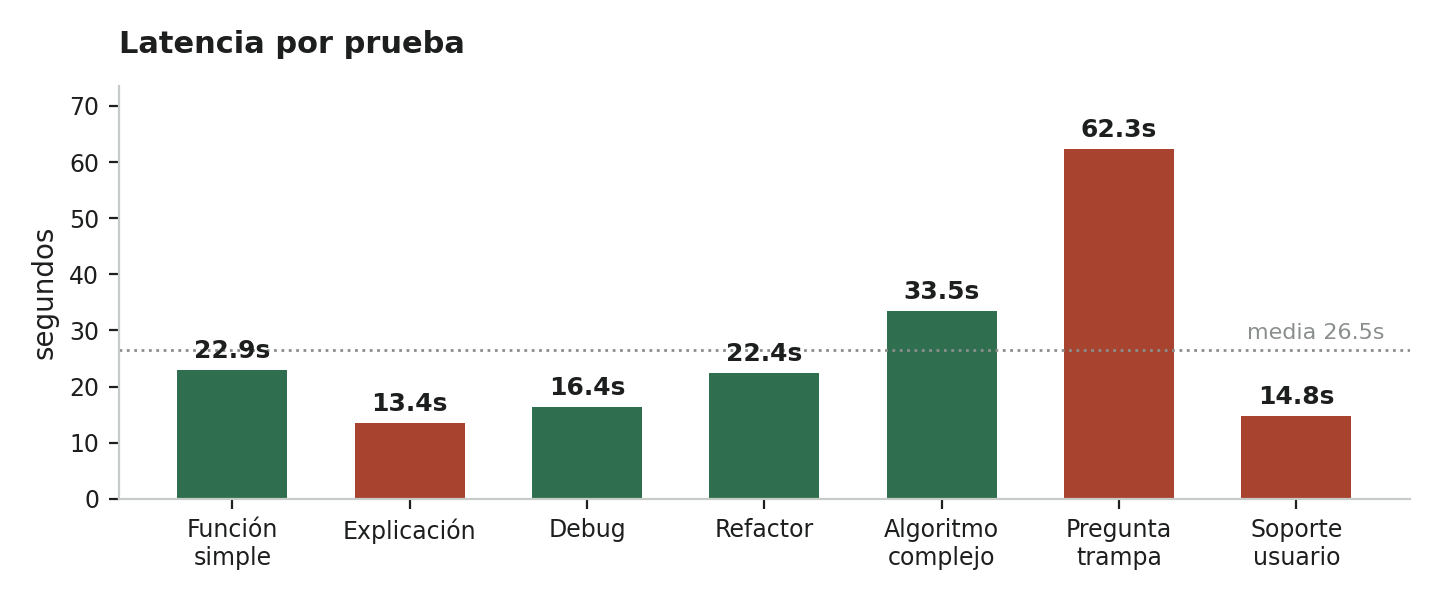 Latencia por prueba
segundos
70
60
50
40
30
20
10
0
22.9s
13.4s
16.4s
22.4s
33.5s
62.3s
14.8s
media 26.5s
Función
simple
Explicación
Debug
Refactor
Algoritmo
complejo
Pregunta
trampa
Soporte
usuario